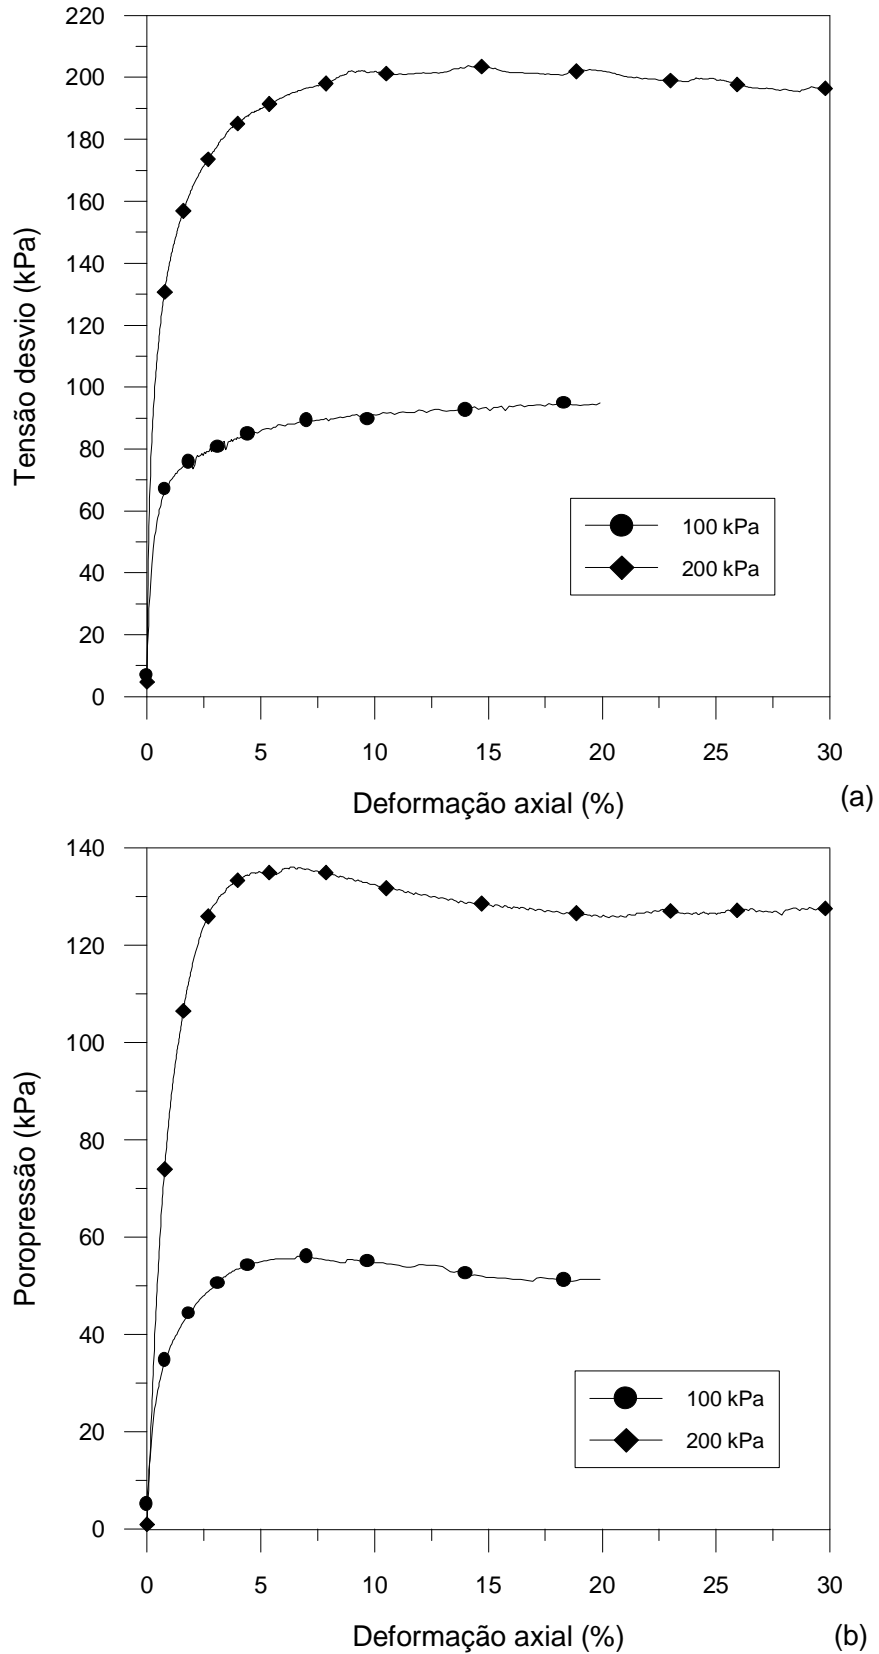 220
200
180
160
140
120
100
80
60
40
20
0
Tensão desvio (kPa)
100 kPa
200 kPa
0 5 10 15 20 25 30
Deformação axial (%)
(a)
140
120
100
80
60
40
20
0
Poropressão (kPa)
100 kPa
200 kPa
0 5 10 15 20 25 30
Deformação axial (%)
(b)